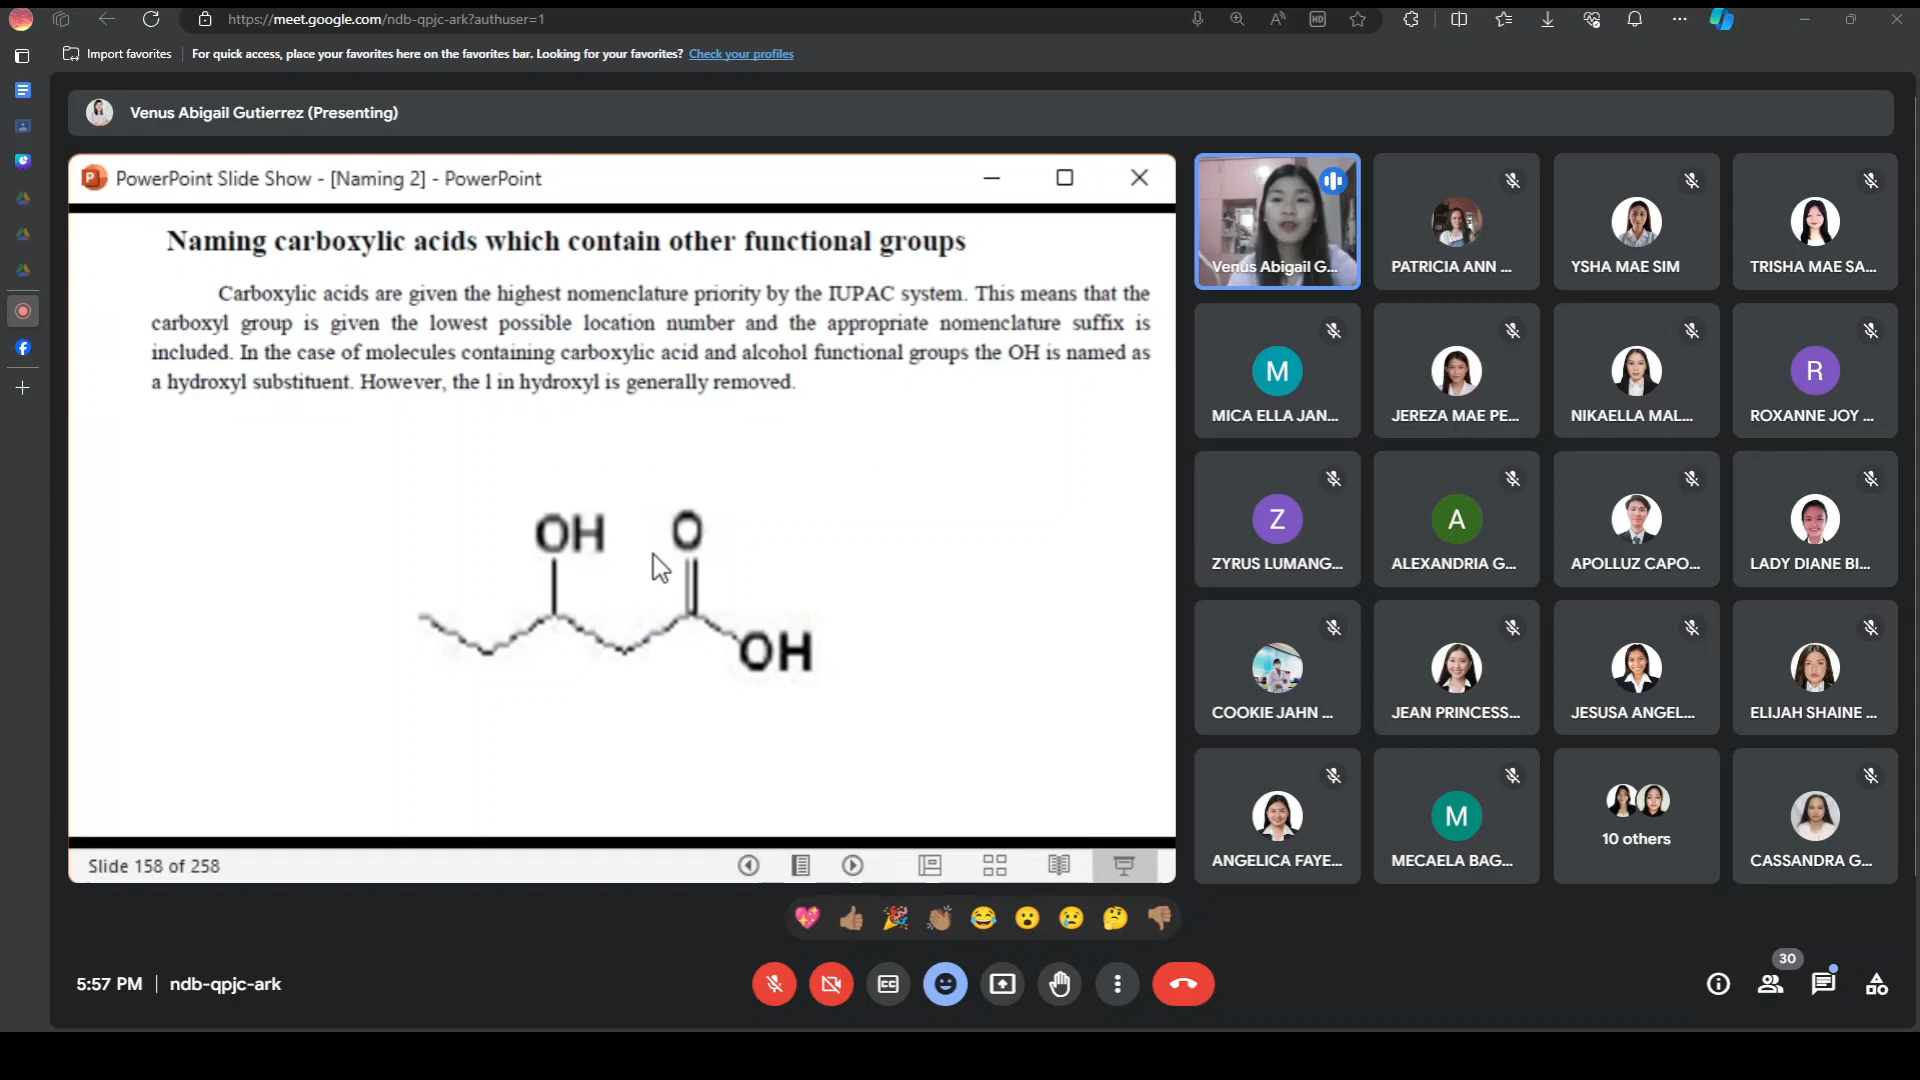 https://meet.google.com/ndb-qpjc-ark?authuser=1
Import favorites
For quick access, place your favorites here on the favorites bar. Looking for your favorites? Check your profiles
Venus Abigail Gutierrez (Presenting)
PowerPoint Slide Show - [Naming 2] - PowerPoint
Naming carboxylic acids which contain other functional groups
Carboxylic acids are given the highest nomenclature priority by the IUPAC system. This means that the
carboxyl group is given the lowest possible location number and the appropriate nomenclature suffix is
included. In the case of molecules containing carboxylic acid and alcohol functional groups the OH is named as
a hydroxyl substituent. However, the l in hydroxyl is generally removed.
OH O
OH
Slide 158 of 258
Venus Abigail G...
PATRICIA ANN ...
YSHA MAE SIM
TRISHA MAE SA...
M
R
MICA ELLA JAN...
JEREZA MAE PE...
NIKAELLA MAL...
ROXANNE JOY ...
Z
A
ZYRUS LUMANG...
ALEXANDRIA G...
APOLLUZ CAPO...
LADY DIANE BI...
COOKIE JAHN ...
JEAN PRINCESS...
JESUSA ANGEL...
ELIJAH SHAINE ...
M
ANGELICA FAYE...
MECAELA BAG...
10 others
CASSANDRA G...
5:57 PM | ndb-qpjc-ark
30